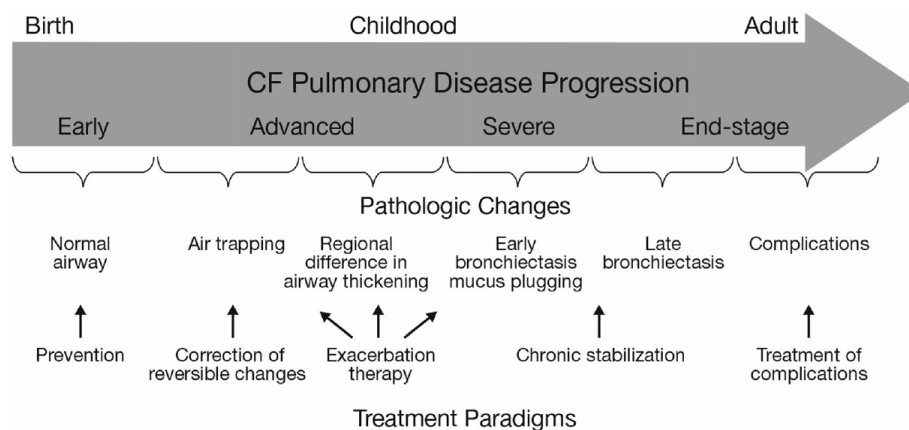 Birth Childhood Adult
CF Pulmonary Disease Progression
Early Advanced Severe End-stage
Pathologic Changes
Normal
airway
Air trapping
Regional
difference in
airway thickening
Early
bronchiectasis
mucus plugging
Late
bronchiectasis
Complications
Prevention
Correction of
reversible changes
Exacerbation
therapy
Chronic stabilization
Treatment of
complications
Treatment Paradigms